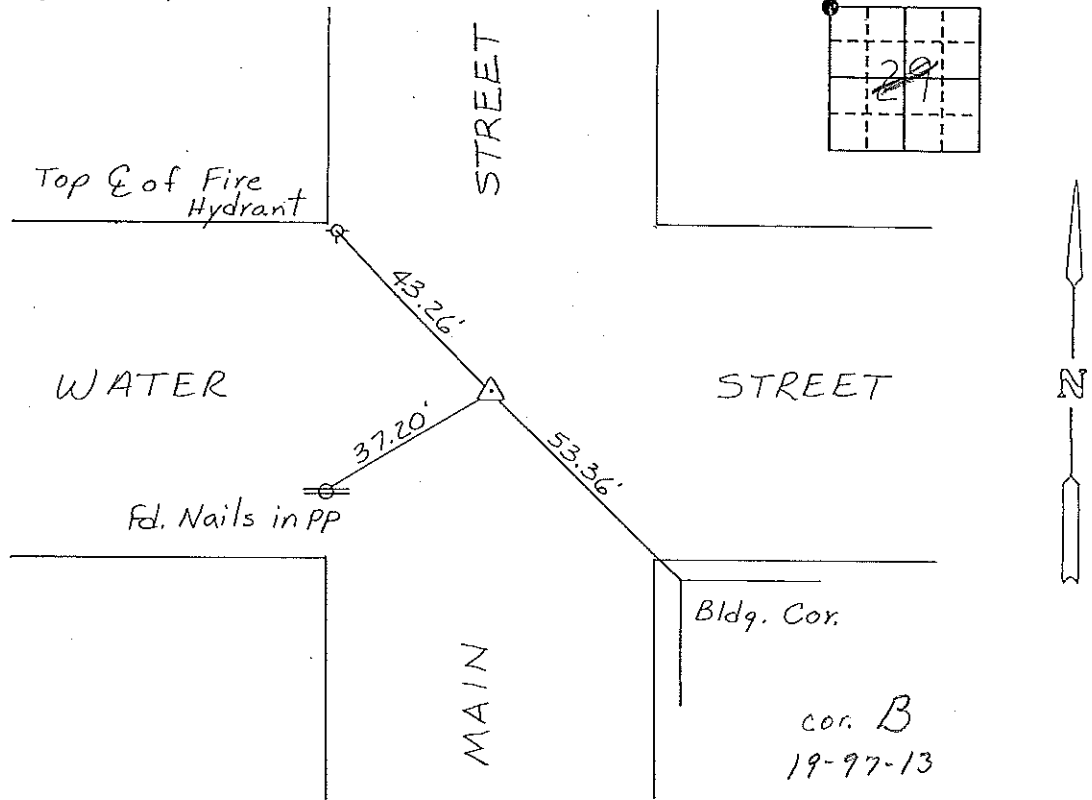 STREET
29
Top ℄ of Fire
Hydrant
43.26'
WATER
STREET
N
37.20'
53.36'
Fd. Nails in PP
Bldg. Cor.
MAIN
cor. B
19-97-13